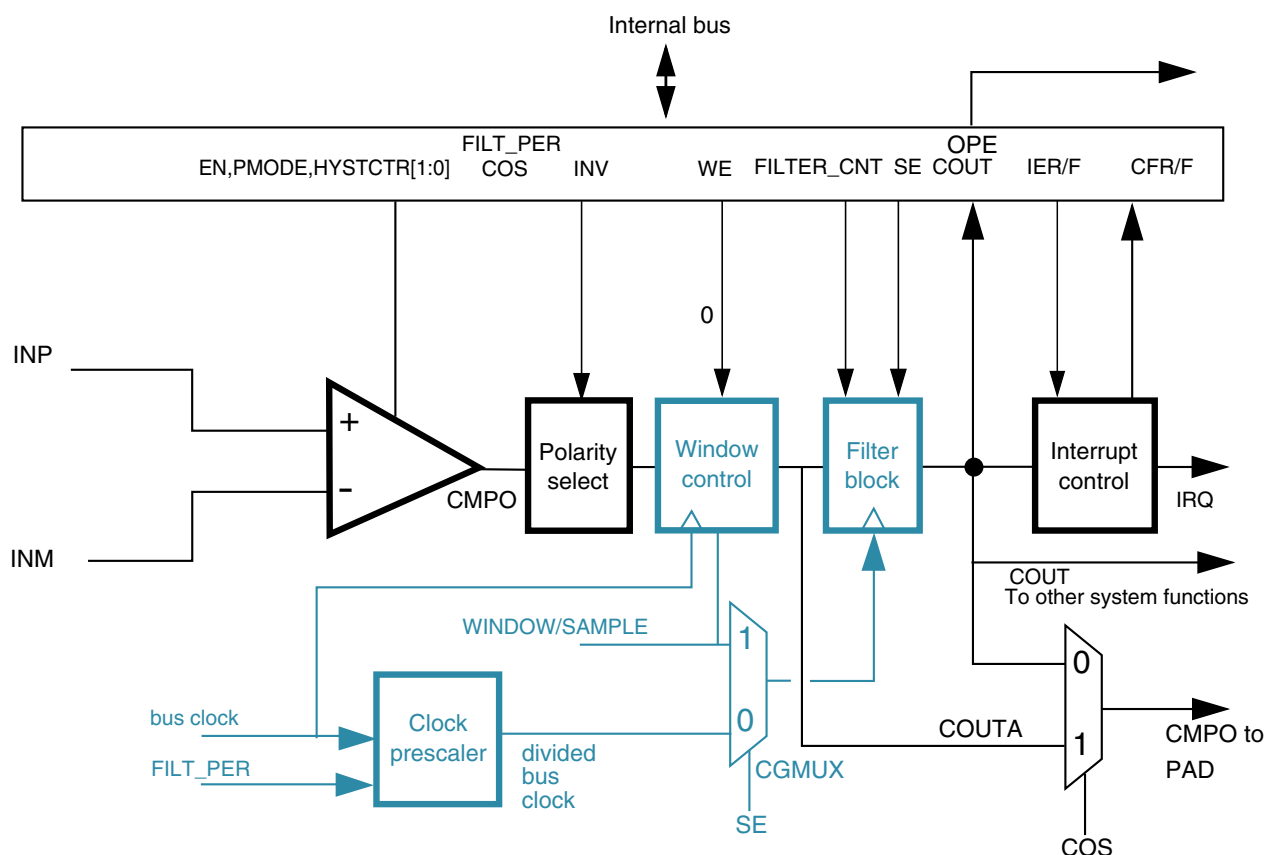 Internal bus
FILT_PER
OPE
EN,PMODE,HYSTCTR[1:0]
COS
INV
WE
FILTER_CNT
SE
COUT
IER/F
CFR/F
0
INP
+
-
INM
CMPO
Polarity
select
Window
control
Filter
block
Interrupt
control
IRQ
COUT
To other system functions
WINDOW/SAMPLE
1
0
bus clock
FILT_PER
Clock
prescaler
divided
bus
clock
CGMUX
SE
0
1
COUTA
CMPO to
PAD
COS